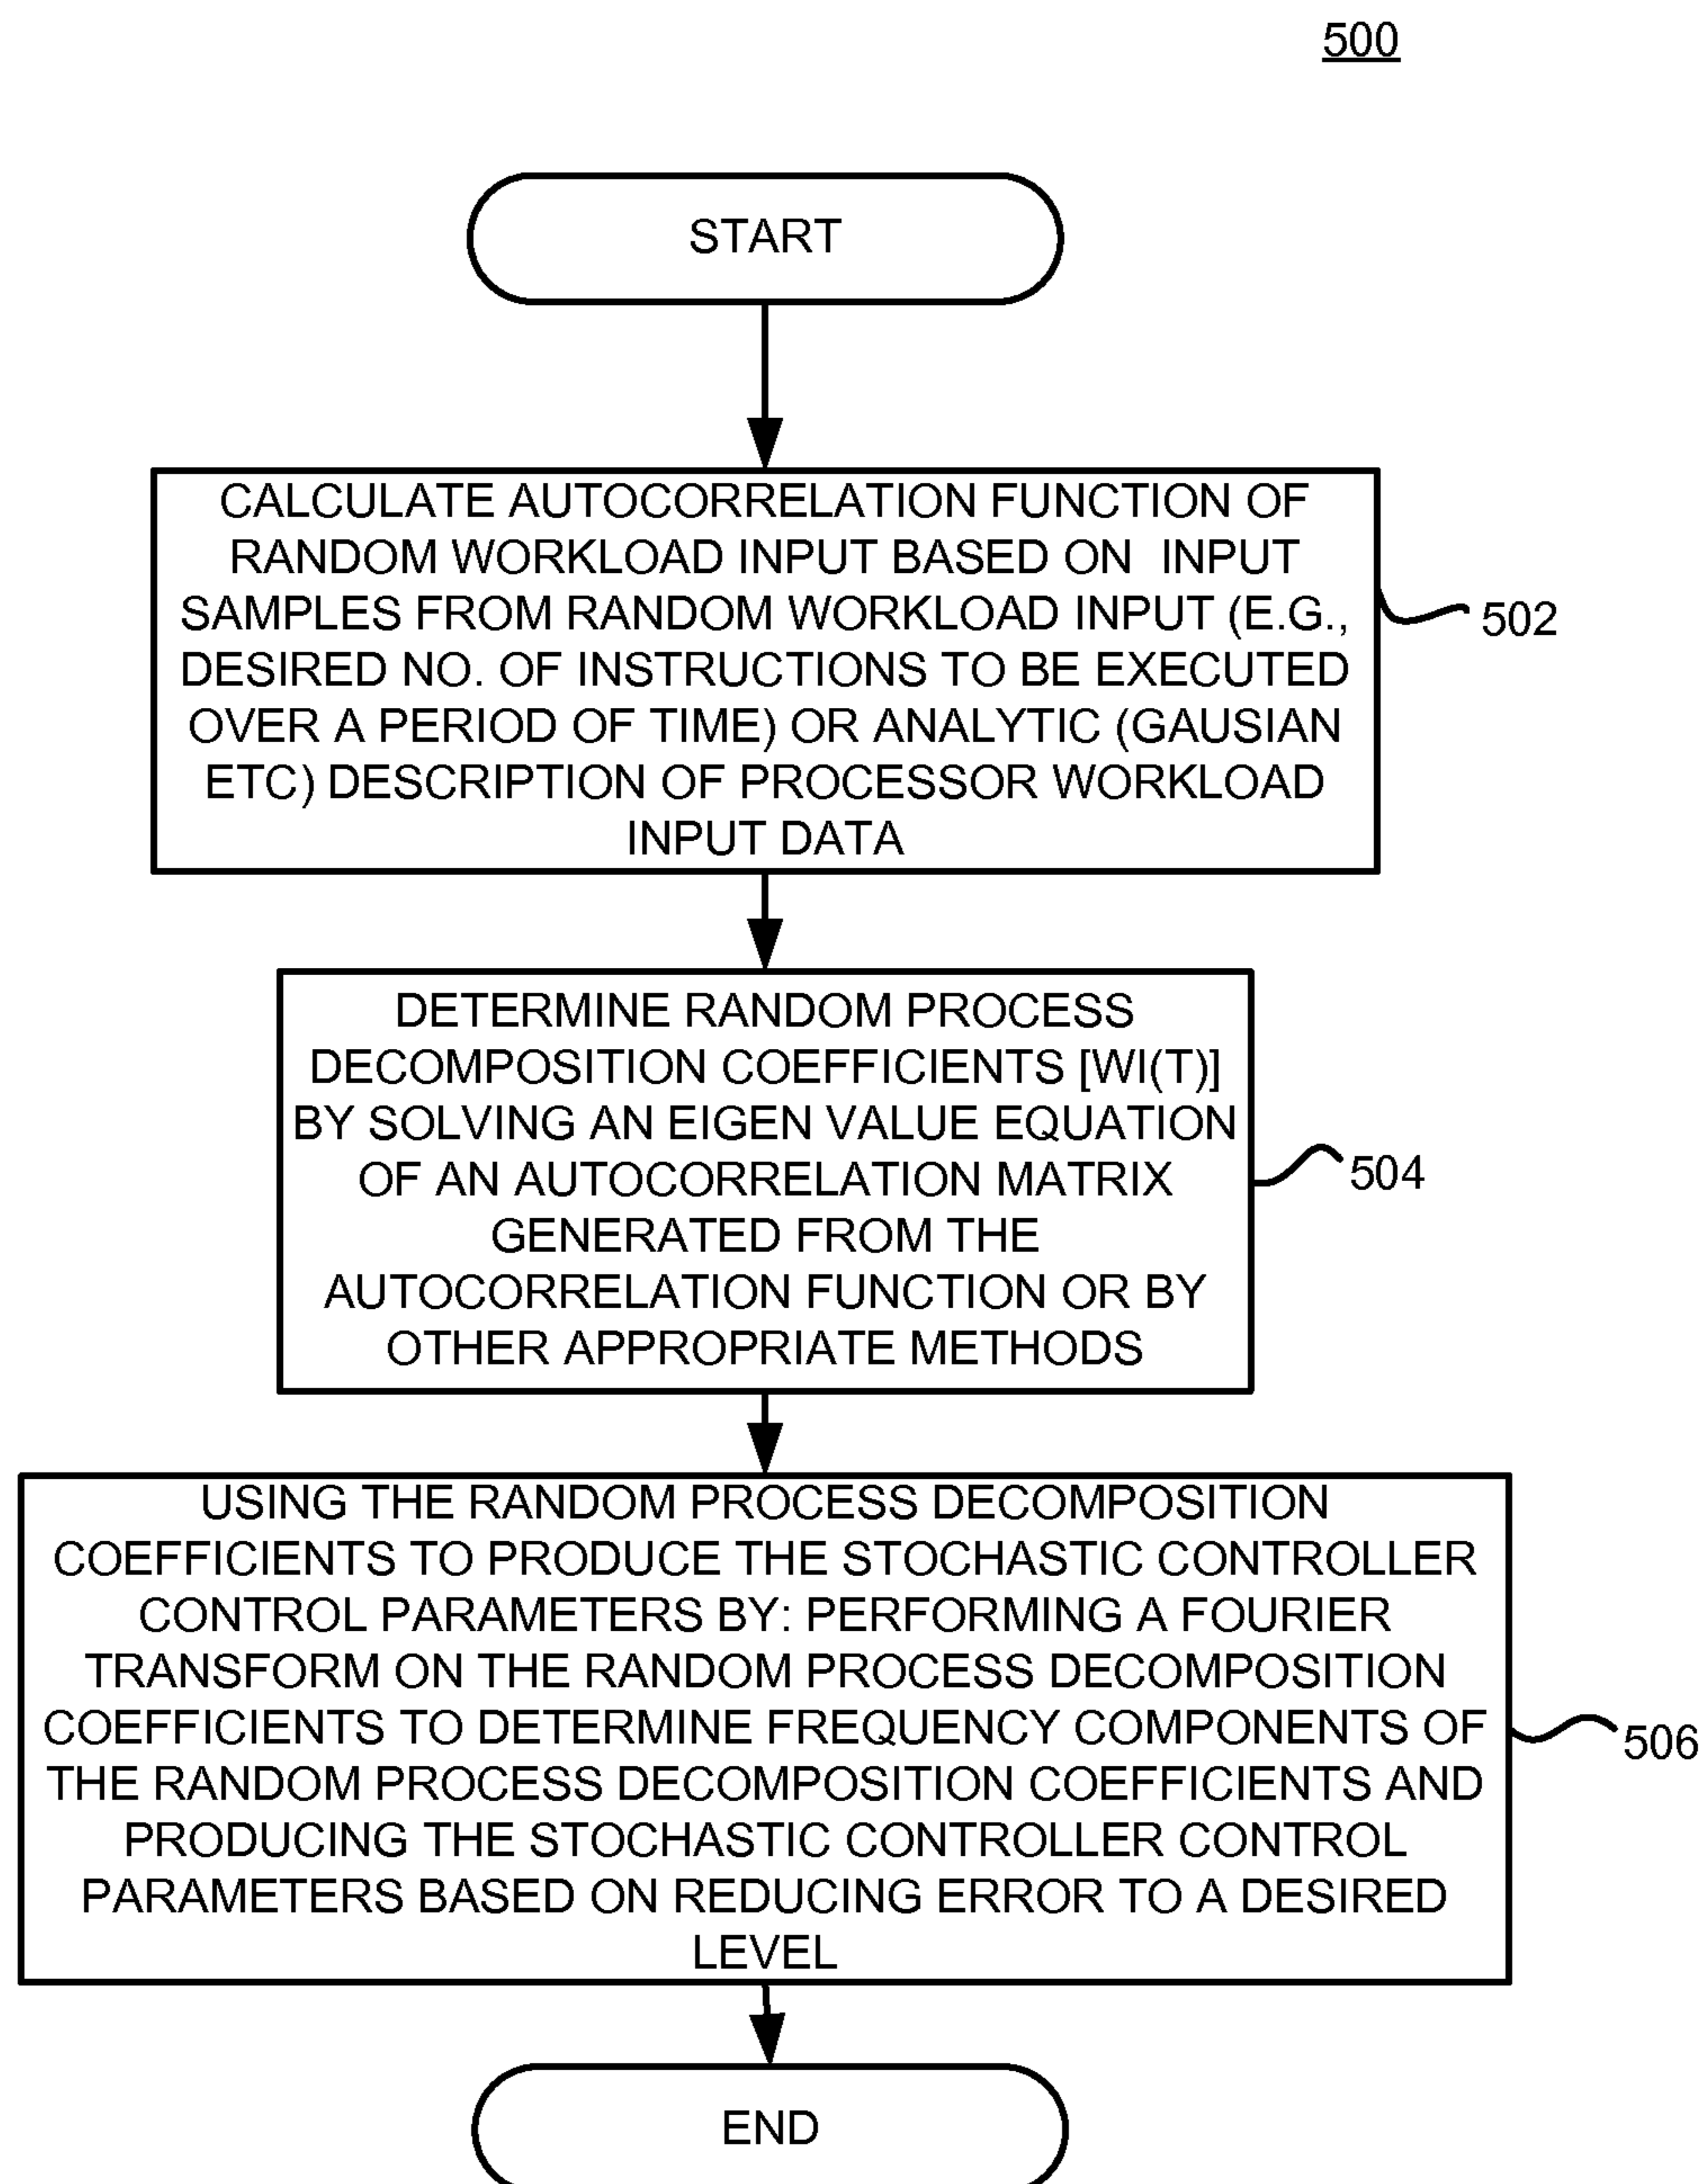 500
START
CALCULATE AUTOCORRELATION FUNCTION OF
RANDOM WORKLOAD INPUT BASED ON INPUT
SAMPLES FROM RANDOM WORKLOAD INPUT (E.G.,
DESIRED NO. OF INSTRUCTIONS TO BE EXECUTED
OVER A PERIOD OF TIME) OR ANALYTIC (GAUSIAN
ETC) DESCRIPTION OF PROCESSOR WORKLOAD
INPUT DATA
502
DETERMINE RANDOM PROCESS
DECOMPOSITION COEFFICIENTS [WI(T)]
BY SOLVING AN EIGEN VALUE EQUATION
OF AN AUTOCORRELATION MATRIX
GENERATED FROM THE
AUTOCORRELATION FUNCTION OR BY
OTHER APPROPRIATE METHODS
504
USING THE RANDOM PROCESS DECOMPOSITION
COEFFICIENTS TO PRODUCE THE STOCHASTIC CONTROLLER
CONTROL PARAMETERS BY: PERFORMING A FOURIER
TRANSFORM ON THE RANDOM PROCESS DECOMPOSITION
COEFFICIENTS TO DETERMINE FREQUENCY COMPONENTS OF
THE RANDOM PROCESS DECOMPOSITION COEFFICIENTS AND
PRODUCING THE STOCHASTIC CONTROLLER CONTROL
PARAMETERS BASED ON REDUCING ERROR TO A DESIRED
LEVEL
506
END